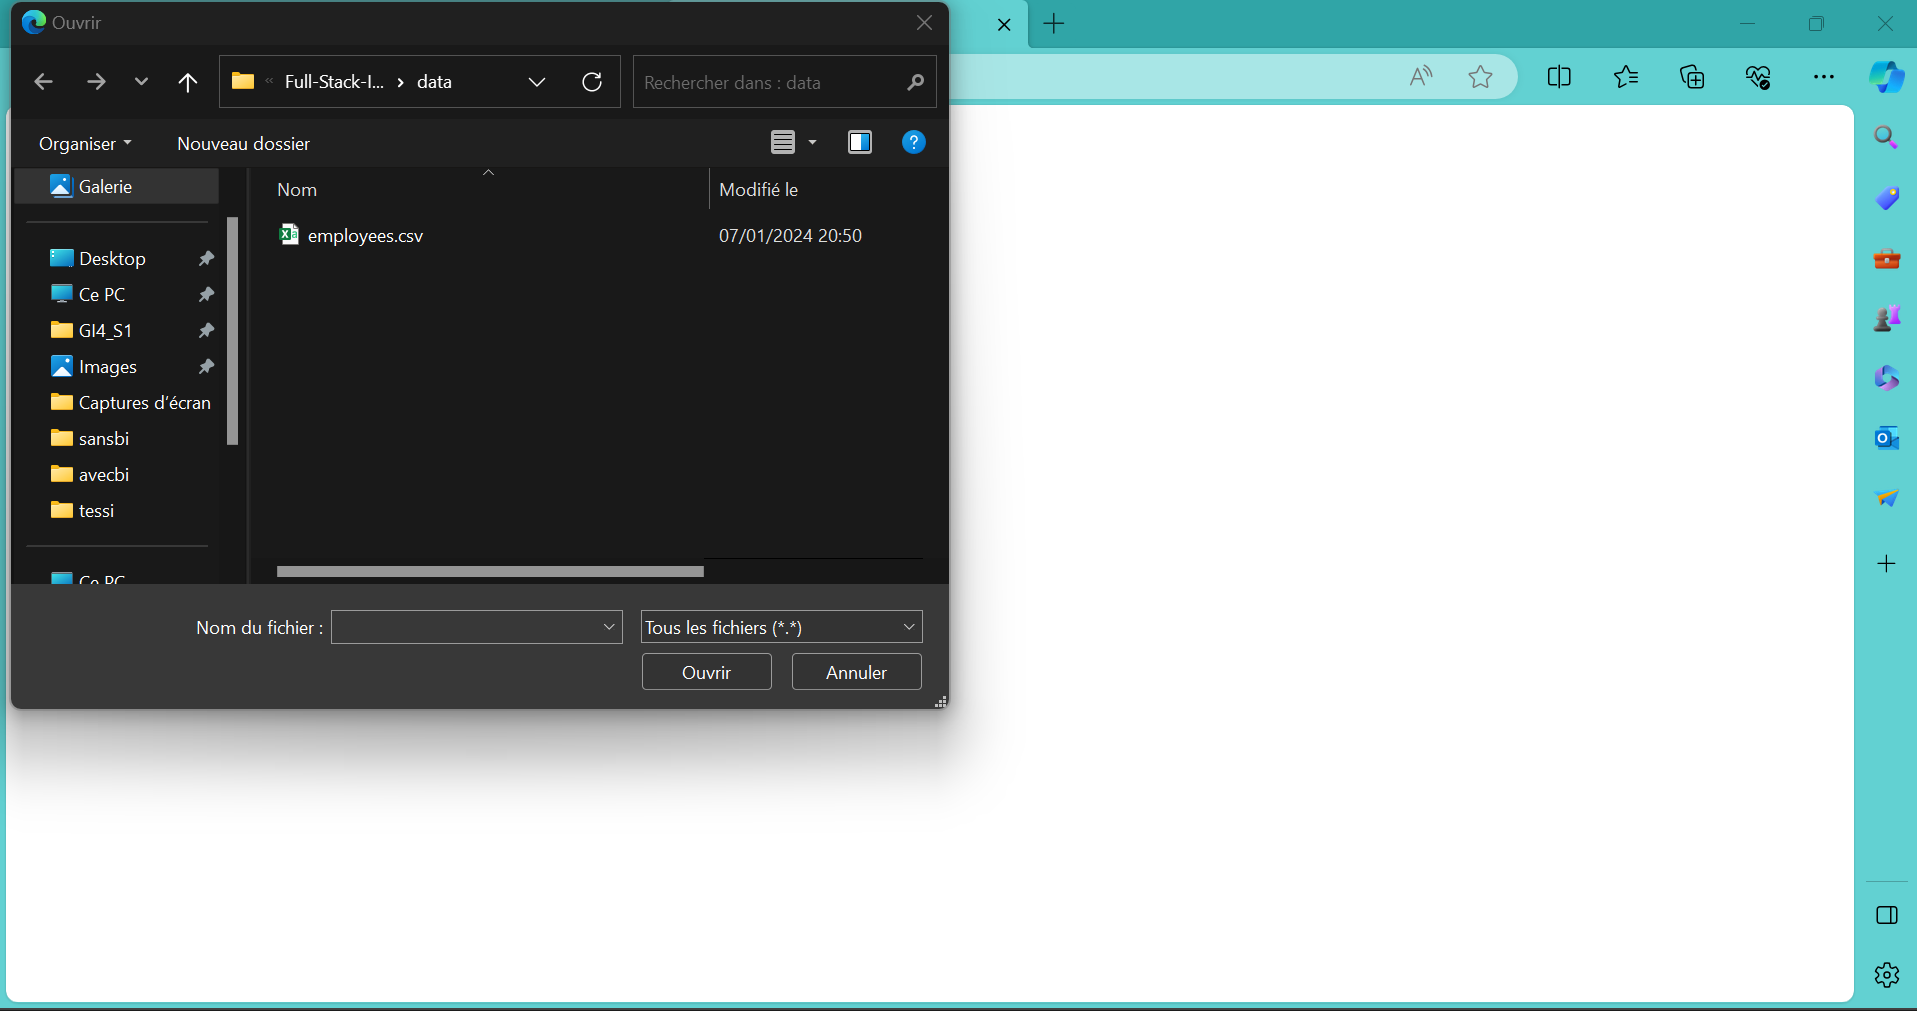 Ouvrir
« Full-Stack-I... › data
Rechercher dans : data
Organiser
Nouveau dossier
?
Galerie
Nom
Modifié le
employees.csv
07/01/2024 20:50
Desktop
Ce PC
GI4_S1
Images
Captures d'écran
sansbi
avecbi
tessi
Ce PC
Nom du fichier :
Tous les fichiers (*.*)
Ouvrir
Annuler